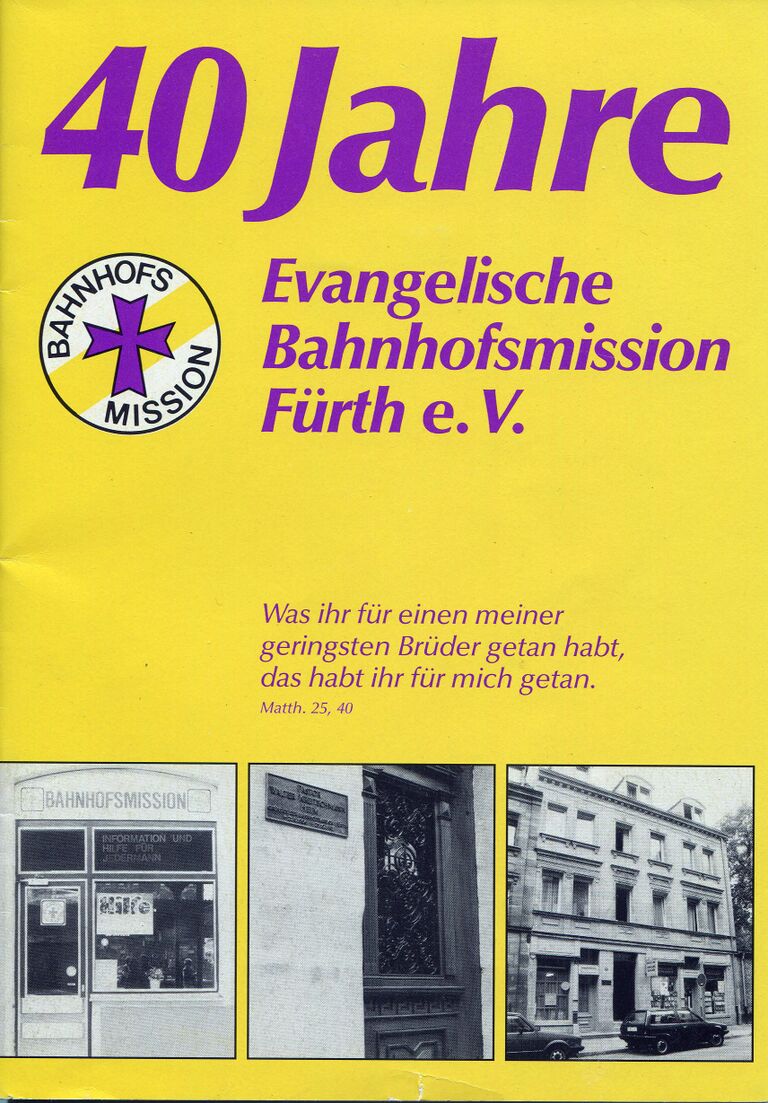 40 Jahre
BAHNHOFS
MISSION
Evangelische
Bahnhofsmission
Fürth e. V.
Was ihr für einen meiner
geringsten Brüder getan habt,
das habt ihr für mich getan.
Matth. 25, 40
BAHNHOFSMISSION
INFORMATION UND
HILFE FÜR
JEDERMANN
Hilfe
PASTOR